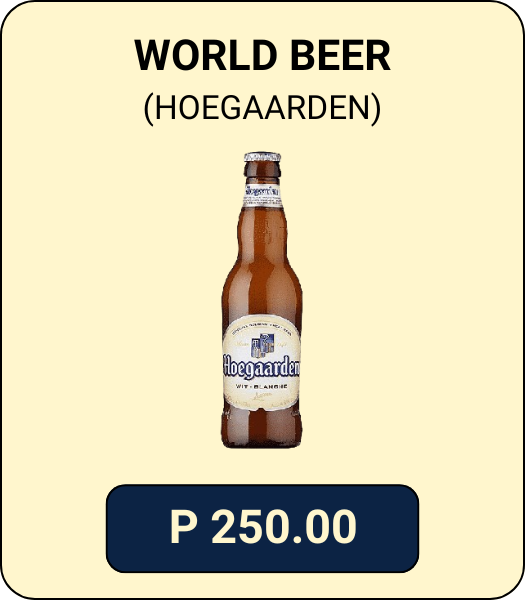 WORLD BEER
(HOEGAARDEN)
Hoegaarden
WIT-BLANCHE
P 250.00